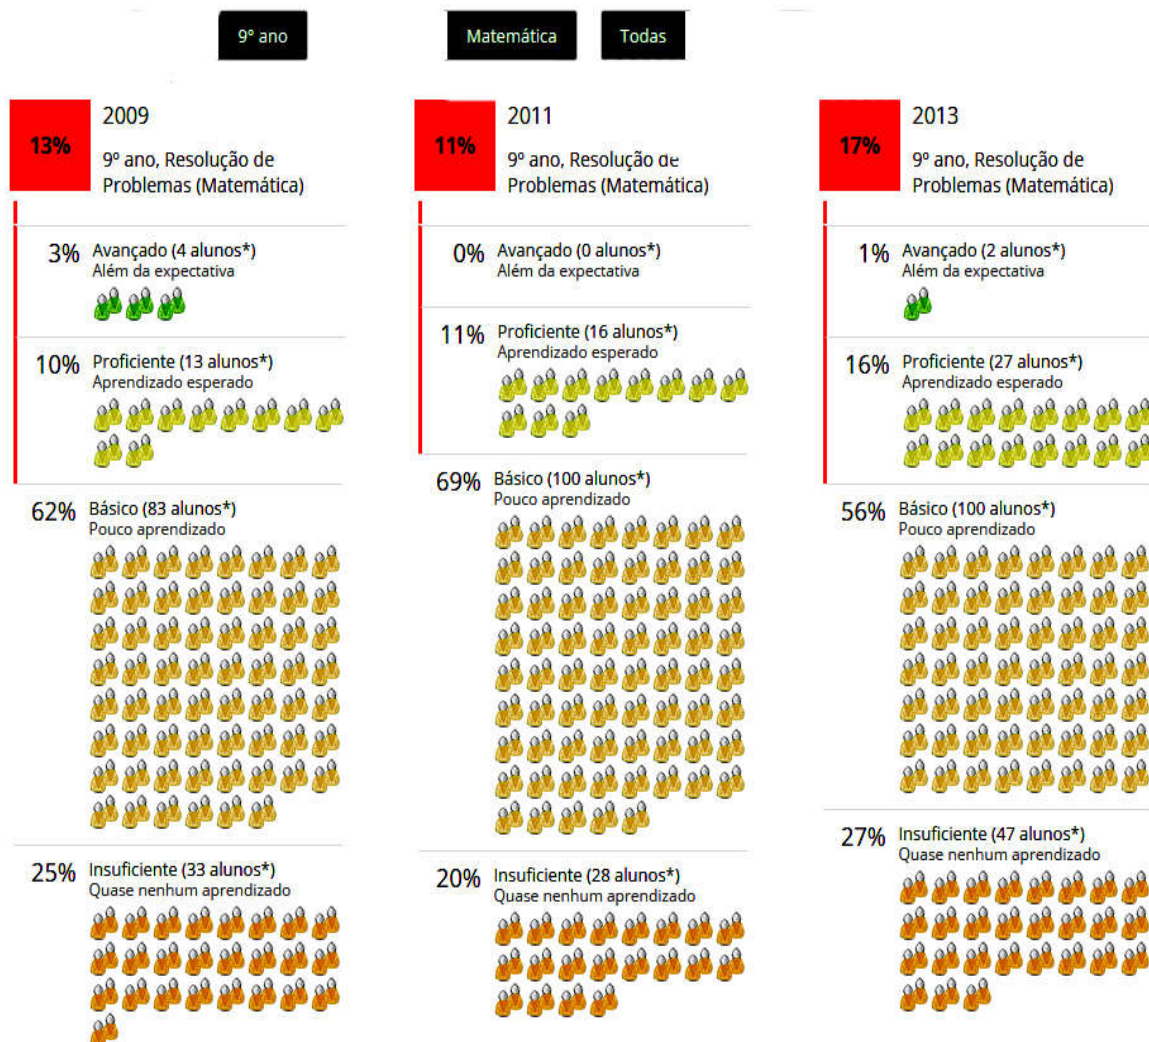 9º ano
Matemática
Todas
13%
2009
9º ano, Resolução de
Problemas (Matemática)
3%
Avançado (4 alunos*)
Além da expectativa
10%
Proficiente (13 alunos*)
Aprendizado esperado
62%
Básico (83 alunos*)
Pouco aprendizado
25%
Insuficiente (33 alunos*)
Quase nenhum aprendizado
11%
2011
9º ano, Resolução de
Problemas (Matemática)
0%
Avançado (0 alunos*)
Além da expectativa
11%
Proficiente (16 alunos*)
Aprendizado esperado
69%
Básico (100 alunos*)
Pouco aprendizado
20%
Insuficiente (28 alunos*)
Quase nenhum aprendizado
17%
2013
9º ano, Resolução de
Problemas (Matemática)
1%
Avançado (2 alunos*)
Além da expectativa
16%
Proficiente (27 alunos*)
Aprendizado esperado
56%
Básico (100 alunos*)
Pouco aprendizado
27%
Insuficiente (47 alunos*)
Quase nenhum aprendizado